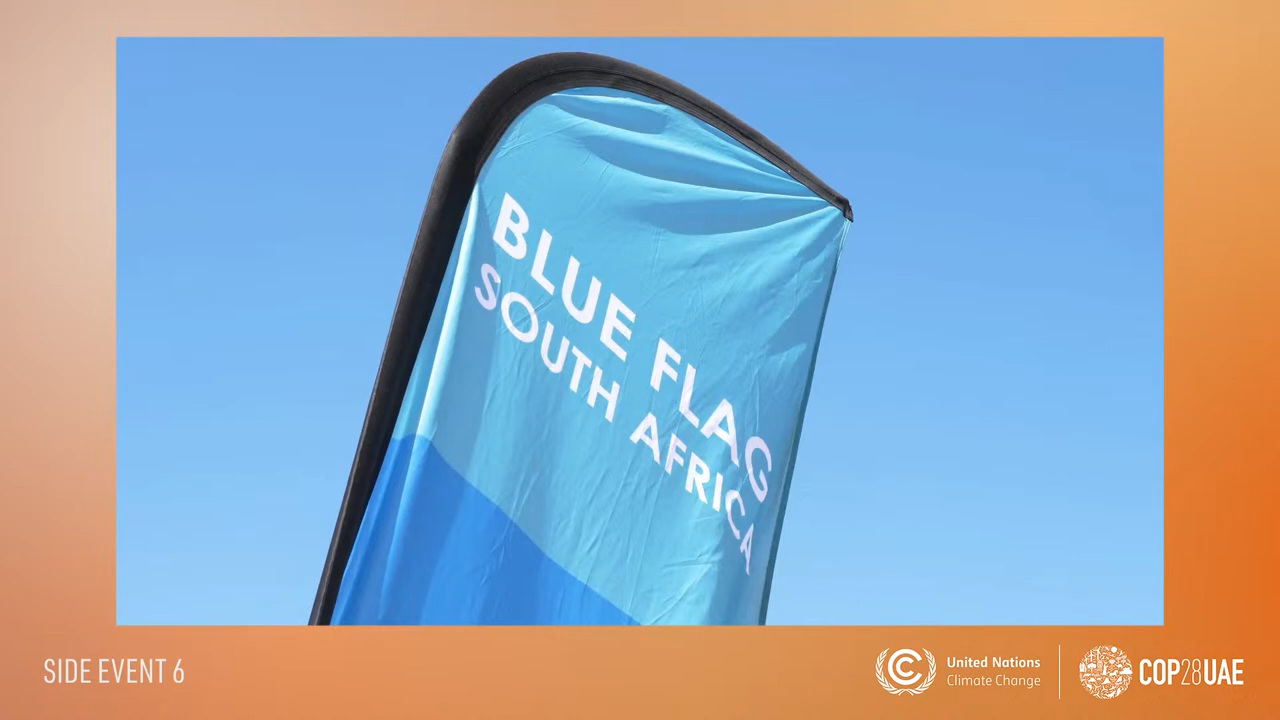 BLUE FLAG
SOUTH AFRICA
SIDE EVENT 6
United Nations
Climate Change
COP28UAE